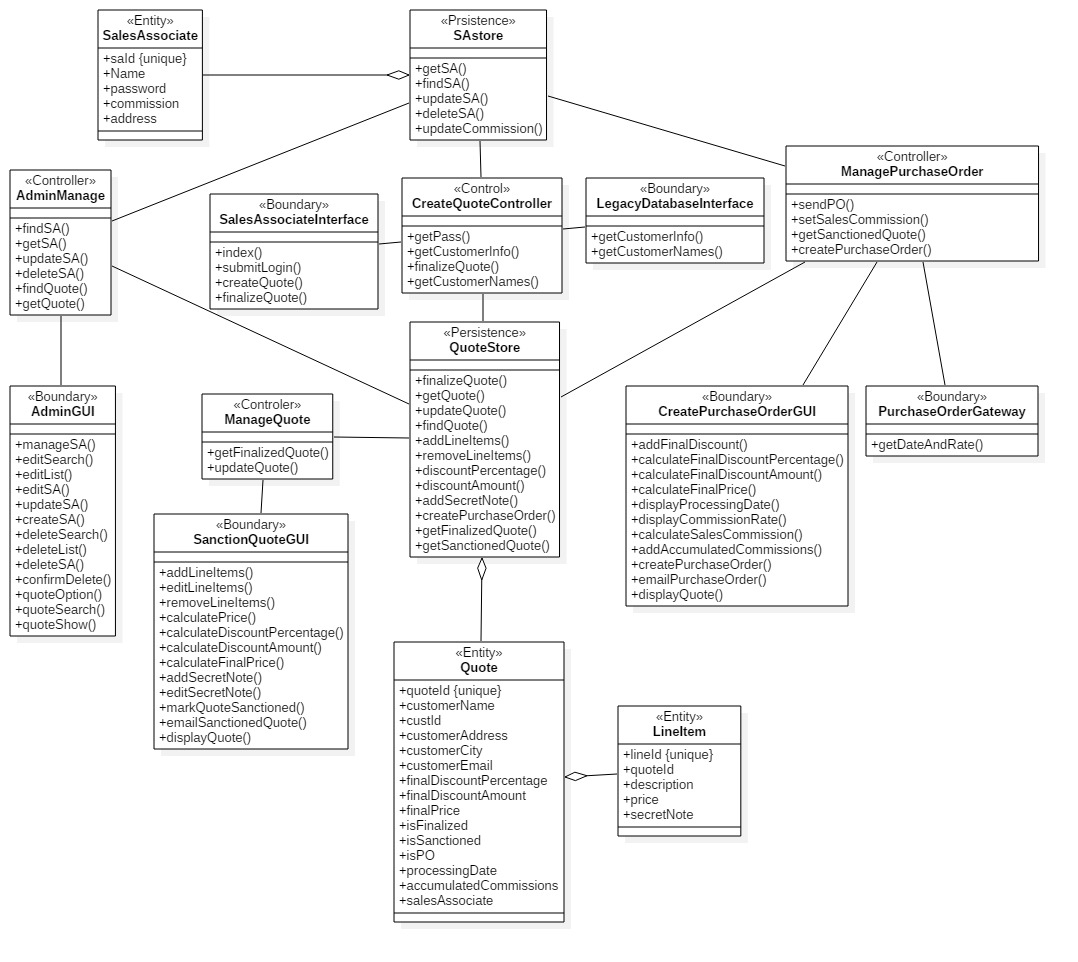 «Entity»
SalesAssociate
+saId {unique}
+Name
+password
+commission
+address
«Prsistence»
SAstore
+getSA()
+findSA()
+updateSA()
+deleteSA()
+updateCommission()
«Controller»
AdminManage
+findSA()
+getSA()
+updateSA()
+deleteSA()
+findQuote()
+getQuote()
«Boundary»
SalesAssociateInterface
+index()
+submitLogin()
+createQuote()
+finalizeQuote()
«Control»
CreateQuoteController
+getPass()
+getCustomerInfo()
+finalizeQuote()
+getCustomerNames()
«Boundary»
LegacyDatabaseInterface
+getCustomerInfo()
+getCustomerNames()
«Controller»
ManagePurchaseOrder
+sendPO()
+setSalesCommission()
+getSanctionedQuote()
+createPurchaseOrder()
«Boundary»
AdminGUI
+manageSA()
+editSearch()
+editList()
+editSA()
+updateSA()
+createSA()
+deleteSearch()
+deleteList()
+deleteSA()
+confirmDelete()
+quoteOption()
+quoteSearch()
+quoteShow()
«Controler»
ManageQuote
+getFinalizedQuote()
+updateQuote()
«Persistence»
QuoteStore
+finalizeQuote()
+getQuote()
+updateQuote()
+findQuote()
+addLineItems()
+removeLineItems()
+discountPercentage()
+discountAmount()
+addSecretNote()
+createPurchaseOrder()
+getFinalizedQuote()
+getSanctionedQuote()
«Boundary»
CreatePurchaseOrderGUI
+addFinalDiscount()
+calculateFinalDiscountPercentage()
+calculateFinalDiscountAmount()
+calculateFinalPrice()
+displayProcessingDate()
+displayCommissionRate()
+calculateSalesCommission()
+addAccumulatedCommissions()
+createPurchaseOrder()
+emailPurchaseOrder()
+displayQuote()
«Boundary»
PurchaseOrderGateway
+getDateAndRate()
«Boundary»
SanctionQuoteGUI
+addLineItems()
+editLineItems()
+removeLineItems()
+calculatePrice()
+calculateDiscountPercentage()
+calculateDiscountAmount()
+calculateFinalPrice()
+addSecretNote()
+editSecretNote()
+markQuoteSanctioned()
+emailSanctionedQuote()
+displayQuote()
«Entity»
Quote
+quoteId {unique}
+customerName
+custId
+customerAddress
+customerCity
+customerEmail
+finalDiscountPercentage
+finalDiscountAmount
+finalPrice
+isFinalized
+isSanctioned
+isPO
+processingDate
+accumulatedCommissions
+salesAssociate
«Entity»
LineItem
+lineId {unique}
+quoteId
+description
+price
+secretNote